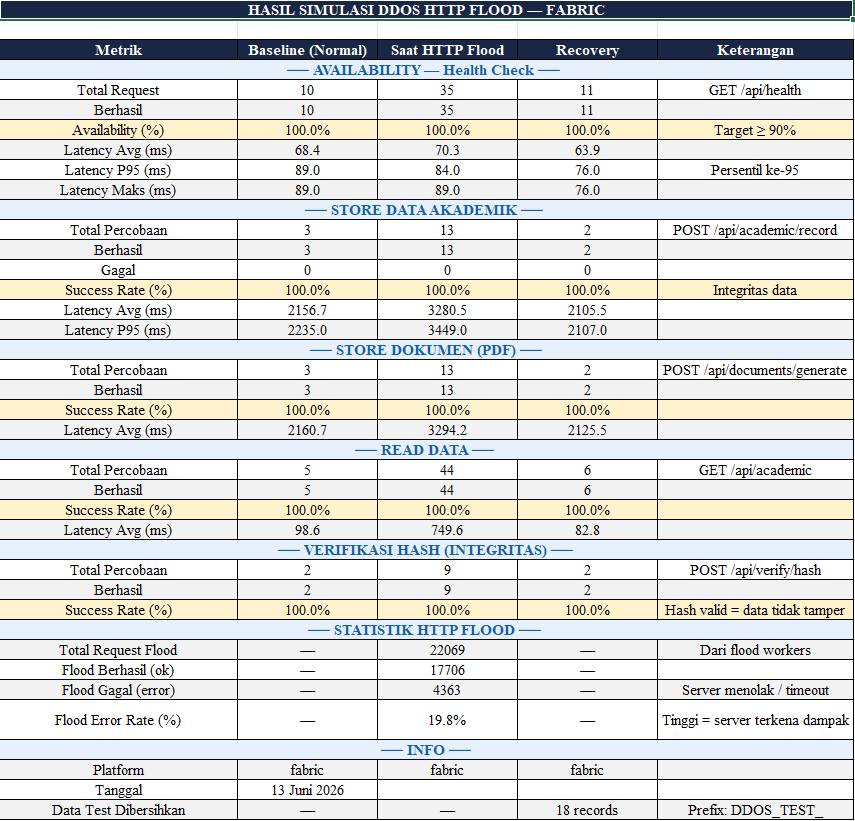 HASIL SIMULASI DDOS HTTP FLOOD — FABRIC
Metrik Baseline (Normal) Saat HTTP Flood Recovery Keterangan
── AVAILABILITY — Health Check ──
Total Request 10 35 11 GET /api/health
Berhasil 10 35 11
Availability (%) 100.0% 100.0% 100.0% Target ≥ 90%
Latency Avg (ms) 68.4 70.3 63.9
Latency P95 (ms) 89.0 84.0 76.0 Persentil ke-95
Latency Maks (ms) 89.0 89.0 76.0
── STORE DATA AKADEMIK ──
Total Percobaan 3 13 2 POST /api/academic/record
Berhasil 3 13 2
Gagal 0 0 0
Success Rate (%) 100.0% 100.0% 100.0% Integritas data
Latency Avg (ms) 2156.7 3280.5 2105.5
Latency P95 (ms) 2235.0 3449.0 2107.0
── STORE DOKUMEN (PDF) ──
Total Percobaan 3 13 2 POST /api/documents/generate
Berhasil 3 13 2
Success Rate (%) 100.0% 100.0% 100.0%
Latency Avg (ms) 2160.7 3294.2 2125.5
── READ DATA ──
Total Percobaan 5 44 6 GET /api/academic
Berhasil 5 44 6
Success Rate (%) 100.0% 100.0% 100.0%
Latency Avg (ms) 98.6 749.6 82.8
── VERIFIKASI HASH (INTEGRITAS) ──
Total Percobaan 2 9 2 POST /api/verify/hash
Berhasil 2 9 2
Success Rate (%) 100.0% 100.0% 100.0% Hash valid = data tidak tamper
── STATISTIK HTTP FLOOD ──
Total Request Flood — 22069 — Dari flood workers
Flood Berhasil (ok) — 17706 —
Flood Gagal (error) — 4363 — Server menolak / timeout
Flood Error Rate (%) — 19.8% — Tinggi = server terkena dampak
── INFO ──
Platform fabric fabric fabric
Tanggal 13 Juni 2026
Data Test Dibersihkan — — 18 records Prefix: DDOS_TEST_